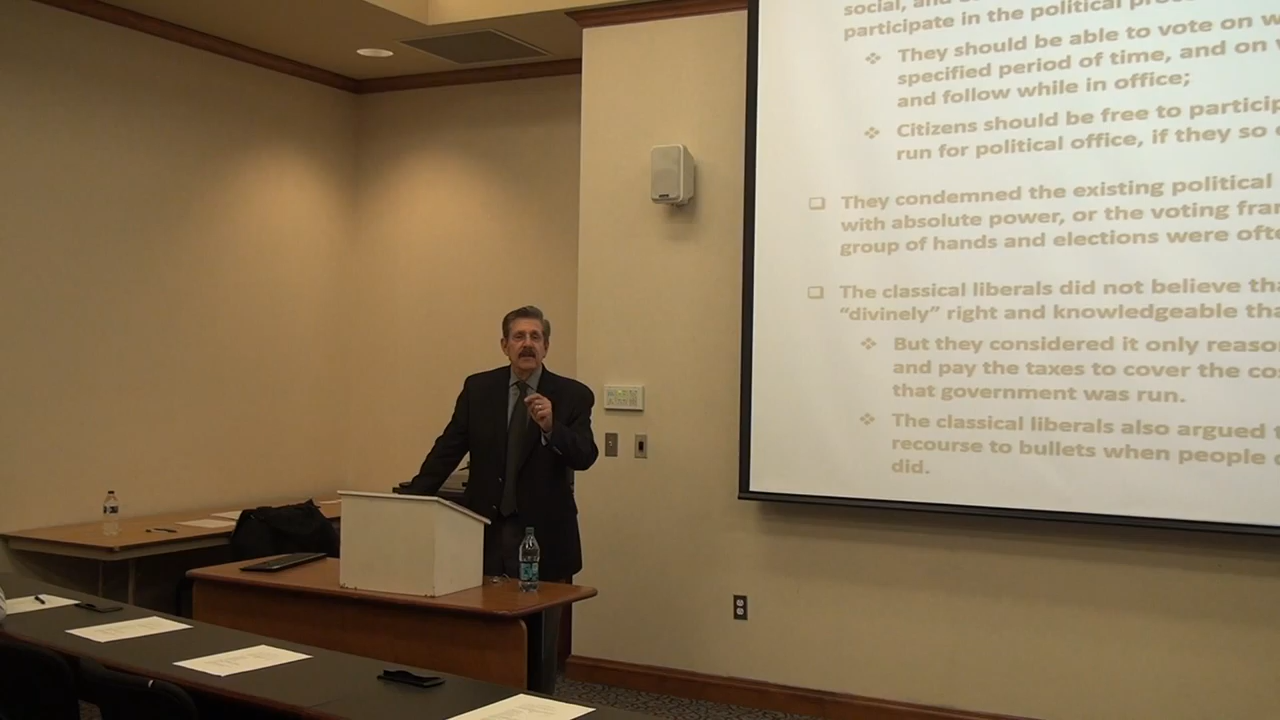 social, and
participate in the political
They should be able to vote on
specified period of time, and on
and follow while in office;
Citizens should be free to
run for political office, if they so
They condemned the existing political
with absolute power, or the voting
group of hands and elections were
The classical liberals did not believe
“divinely” right and knowledgeable
But they considered it only
and pay the taxes to cover the
that government was run.
The classical liberals also argued
recourse to bullets when people
did.